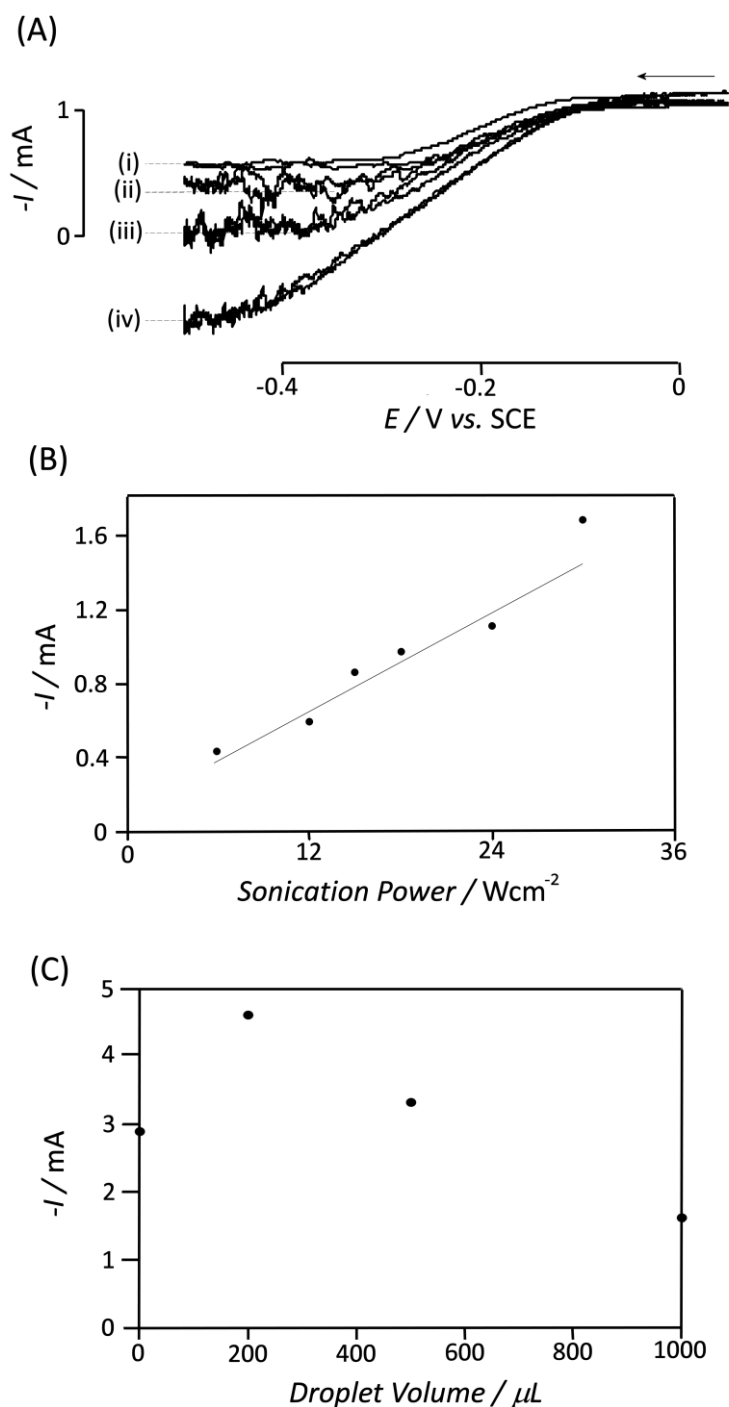 (A)
1
-I / mA
(i)
(ii)
(iii)
0
(iv)
-0.4
-0.2
0
E / V vs. SCE
(B)
1.6
1.2
-I / mA
0.8
0.4
0
0
12
24
36
Sonication Power / Wcm⁻²
(C)
5
4
-I / mA
3
2
1
0
0
200
400
600
800
1000
Droplet Volume / μL